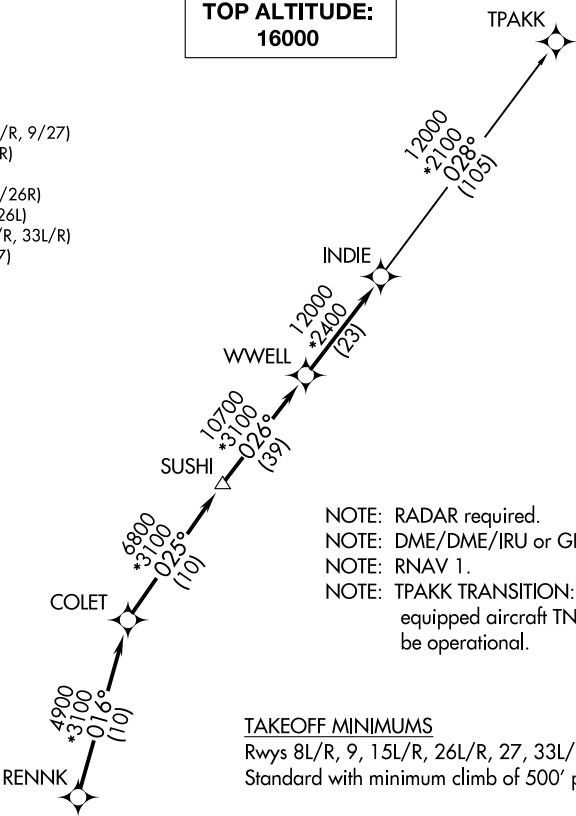 TOP ALTITUDE:
16000
TPAKK
/R, 9/27)
R)
/26R)
26L)
/R, 33L/R)
7)
12000
*2100
028°
(105)
INDIE
12000
*2400
(23)
WWELL
10700
*3100
026°
(39)
SUSHI
6800
*3100
025°
(10)
COLET
4900
*3100
016°
(10)
RENNK
NOTE: RADAR required.
NOTE: DME/DME/IRU or
NOTE: RNAV 1.
NOTE: TPAKK TRANSITION:
equipped aircraft
be operational.
TAKEOFF MINIMUMS
Rwys 8L/R, 9, 15L/R, 26L/R, 27, 33L/
Standard with minimum climb of 500' p